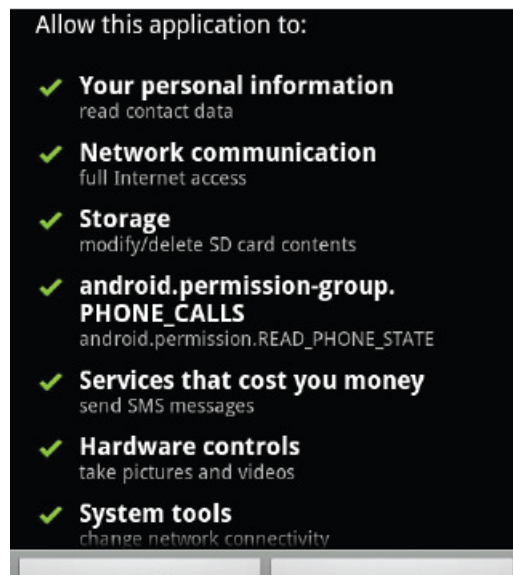 Allow this application to:
Your personal information
read contact data
Network communication
full Internet access
Storage
modify/delete SD card contents
android.permission-group.
PHONE_CALLS
android.permission.READ_PHONE_STATE
Services that cost you money
send SMS messages
Hardware controls
take pictures and videos
System tools
change network connectivity